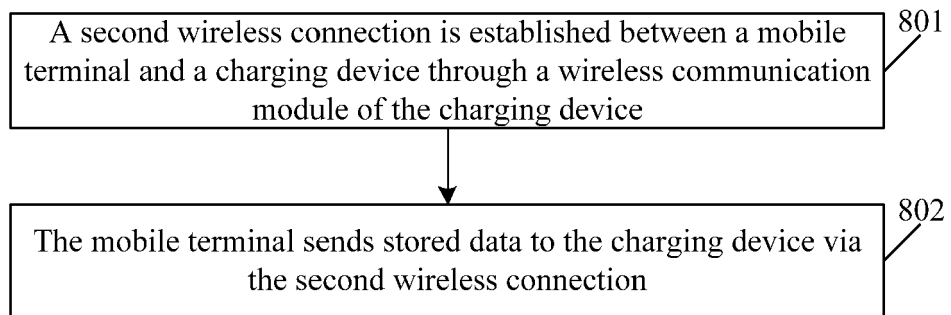 A second wireless connection is established between a mobile
terminal and a charging device through a wireless communication
module of the charging device
801
The mobile terminal sends stored data to the charging device via
the second wireless connection
802